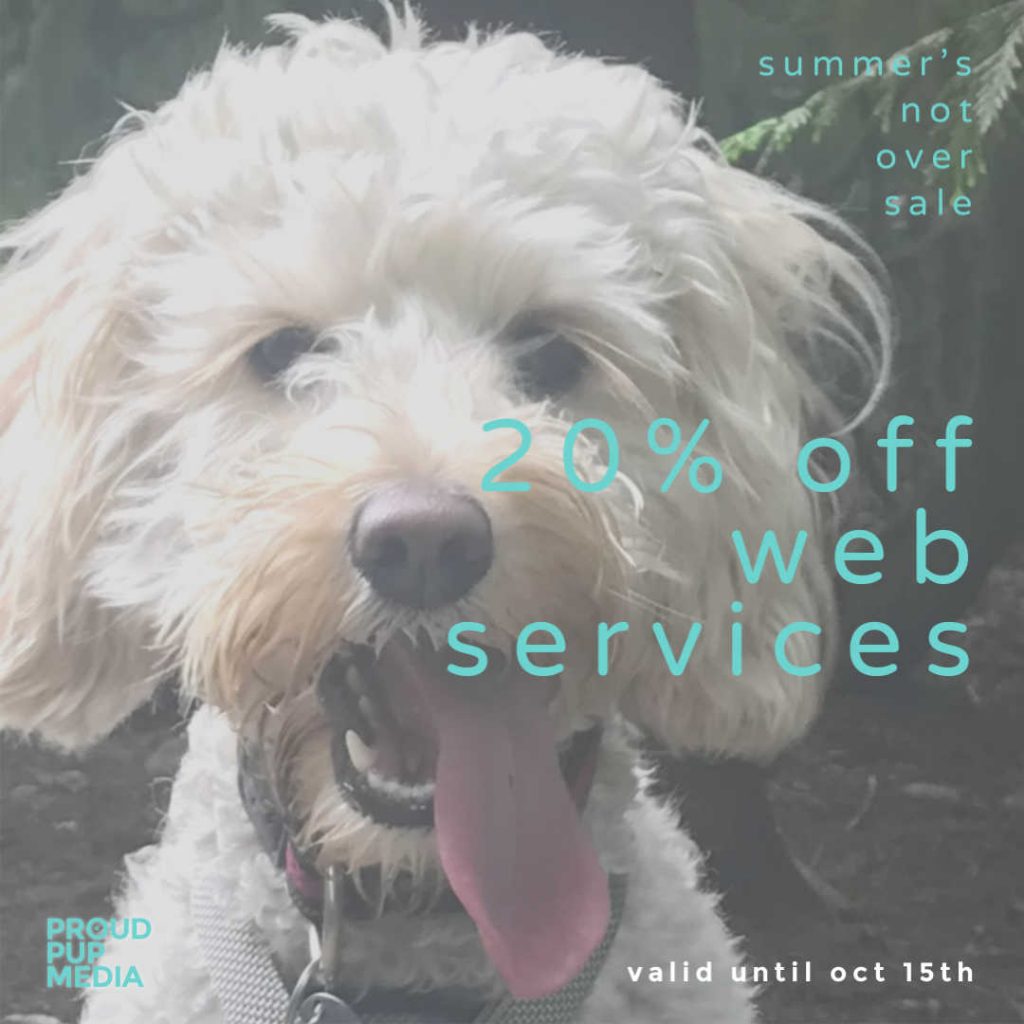 summer's
not
over
sale
20% off
web
services
PROUD
PUP
MEDIA
valid until oct 15th